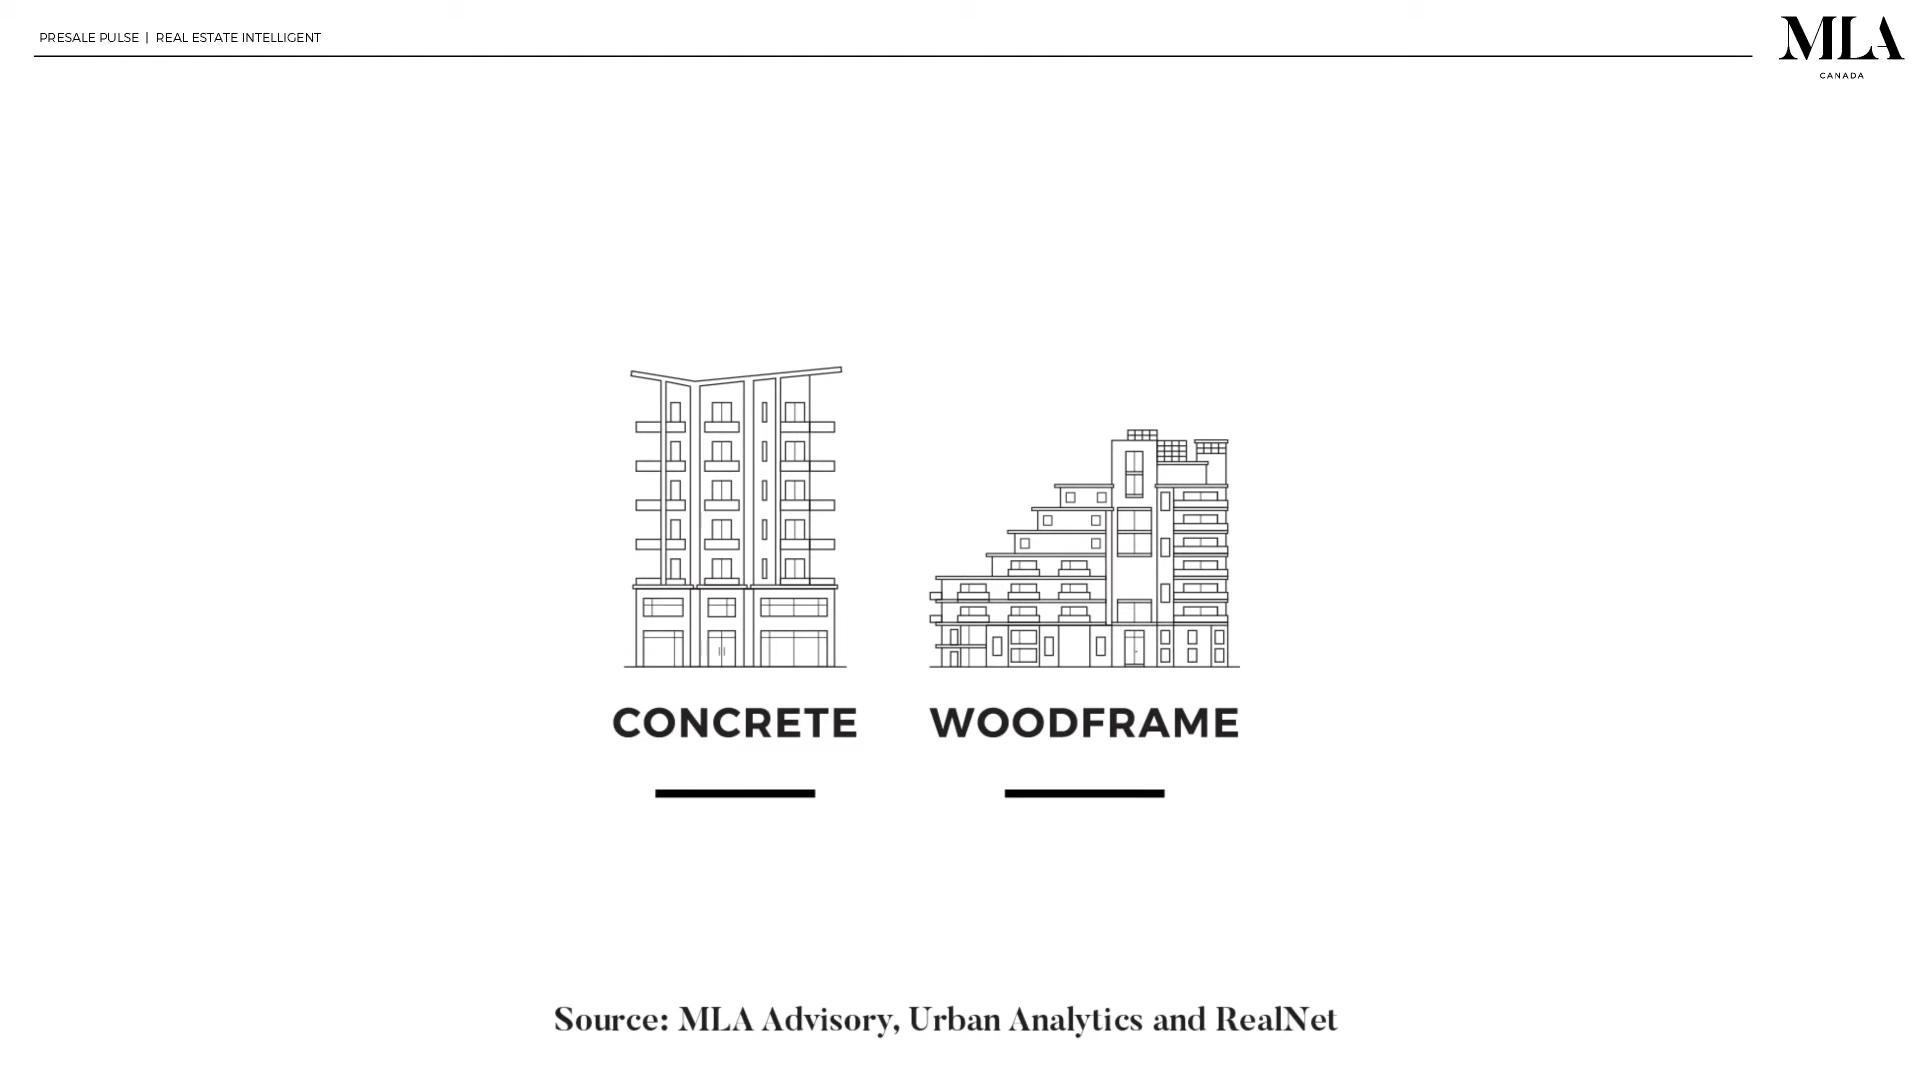 PRESALE PULSE | REAL ESTATE INTELLIGENT
MLA
CANADA
CONCRETE
WOODFRAME
Source: MLA Advisory, Urban Analytics and RealNet